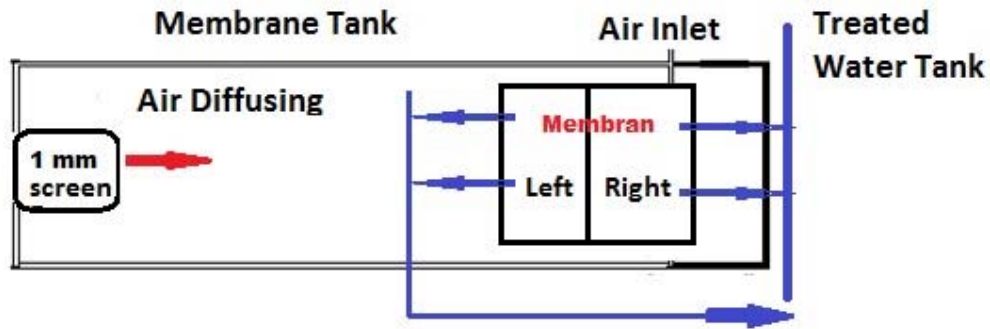 Membrane Tank
Air Inlet
Treated
Water Tank
Air Diffusing
Membran
1 mm
screen
Left
Right